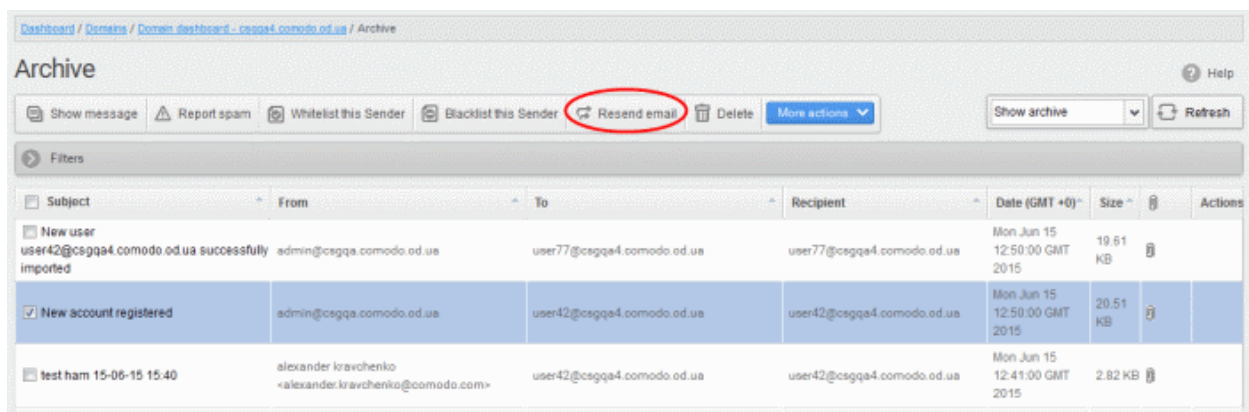 Dashboard / Domains / Domain dashboard - csgqa4.comodo.od.ua / Archive
Archive
Help
Show message Report spam Whitelist this Sender Blacklist this Sender Resend email Delete More actions Show archive Refresh
Filters
Subject From To Recipient Date (GMT +0) Size Actions
New user
user42@csgqa4.comodo.od.ua successfully
imported
admin@csgqa.comodo.od.ua
user77@csgqa4.comodo.od.ua
user77@csgqa4.comodo.od.ua
Mon Jun 15
12:50:00 GMT
2015
19.61
KB
New account registered
admin@csgqa.comodo.od.ua
user42@csgqa4.comodo.od.ua
user42@csgqa4.comodo.od.ua
Mon Jun 15
12:50:00 GMT
2015
20.51
KB
test ham 15-06-15 15:40
alexander kravchenko
<alexander.kravchenko@comodo.com>
user42@csgqa4.comodo.od.ua
user42@csgqa4.comodo.od.ua
Mon Jun 15
12:41:00 GMT
2015
2.82 KB